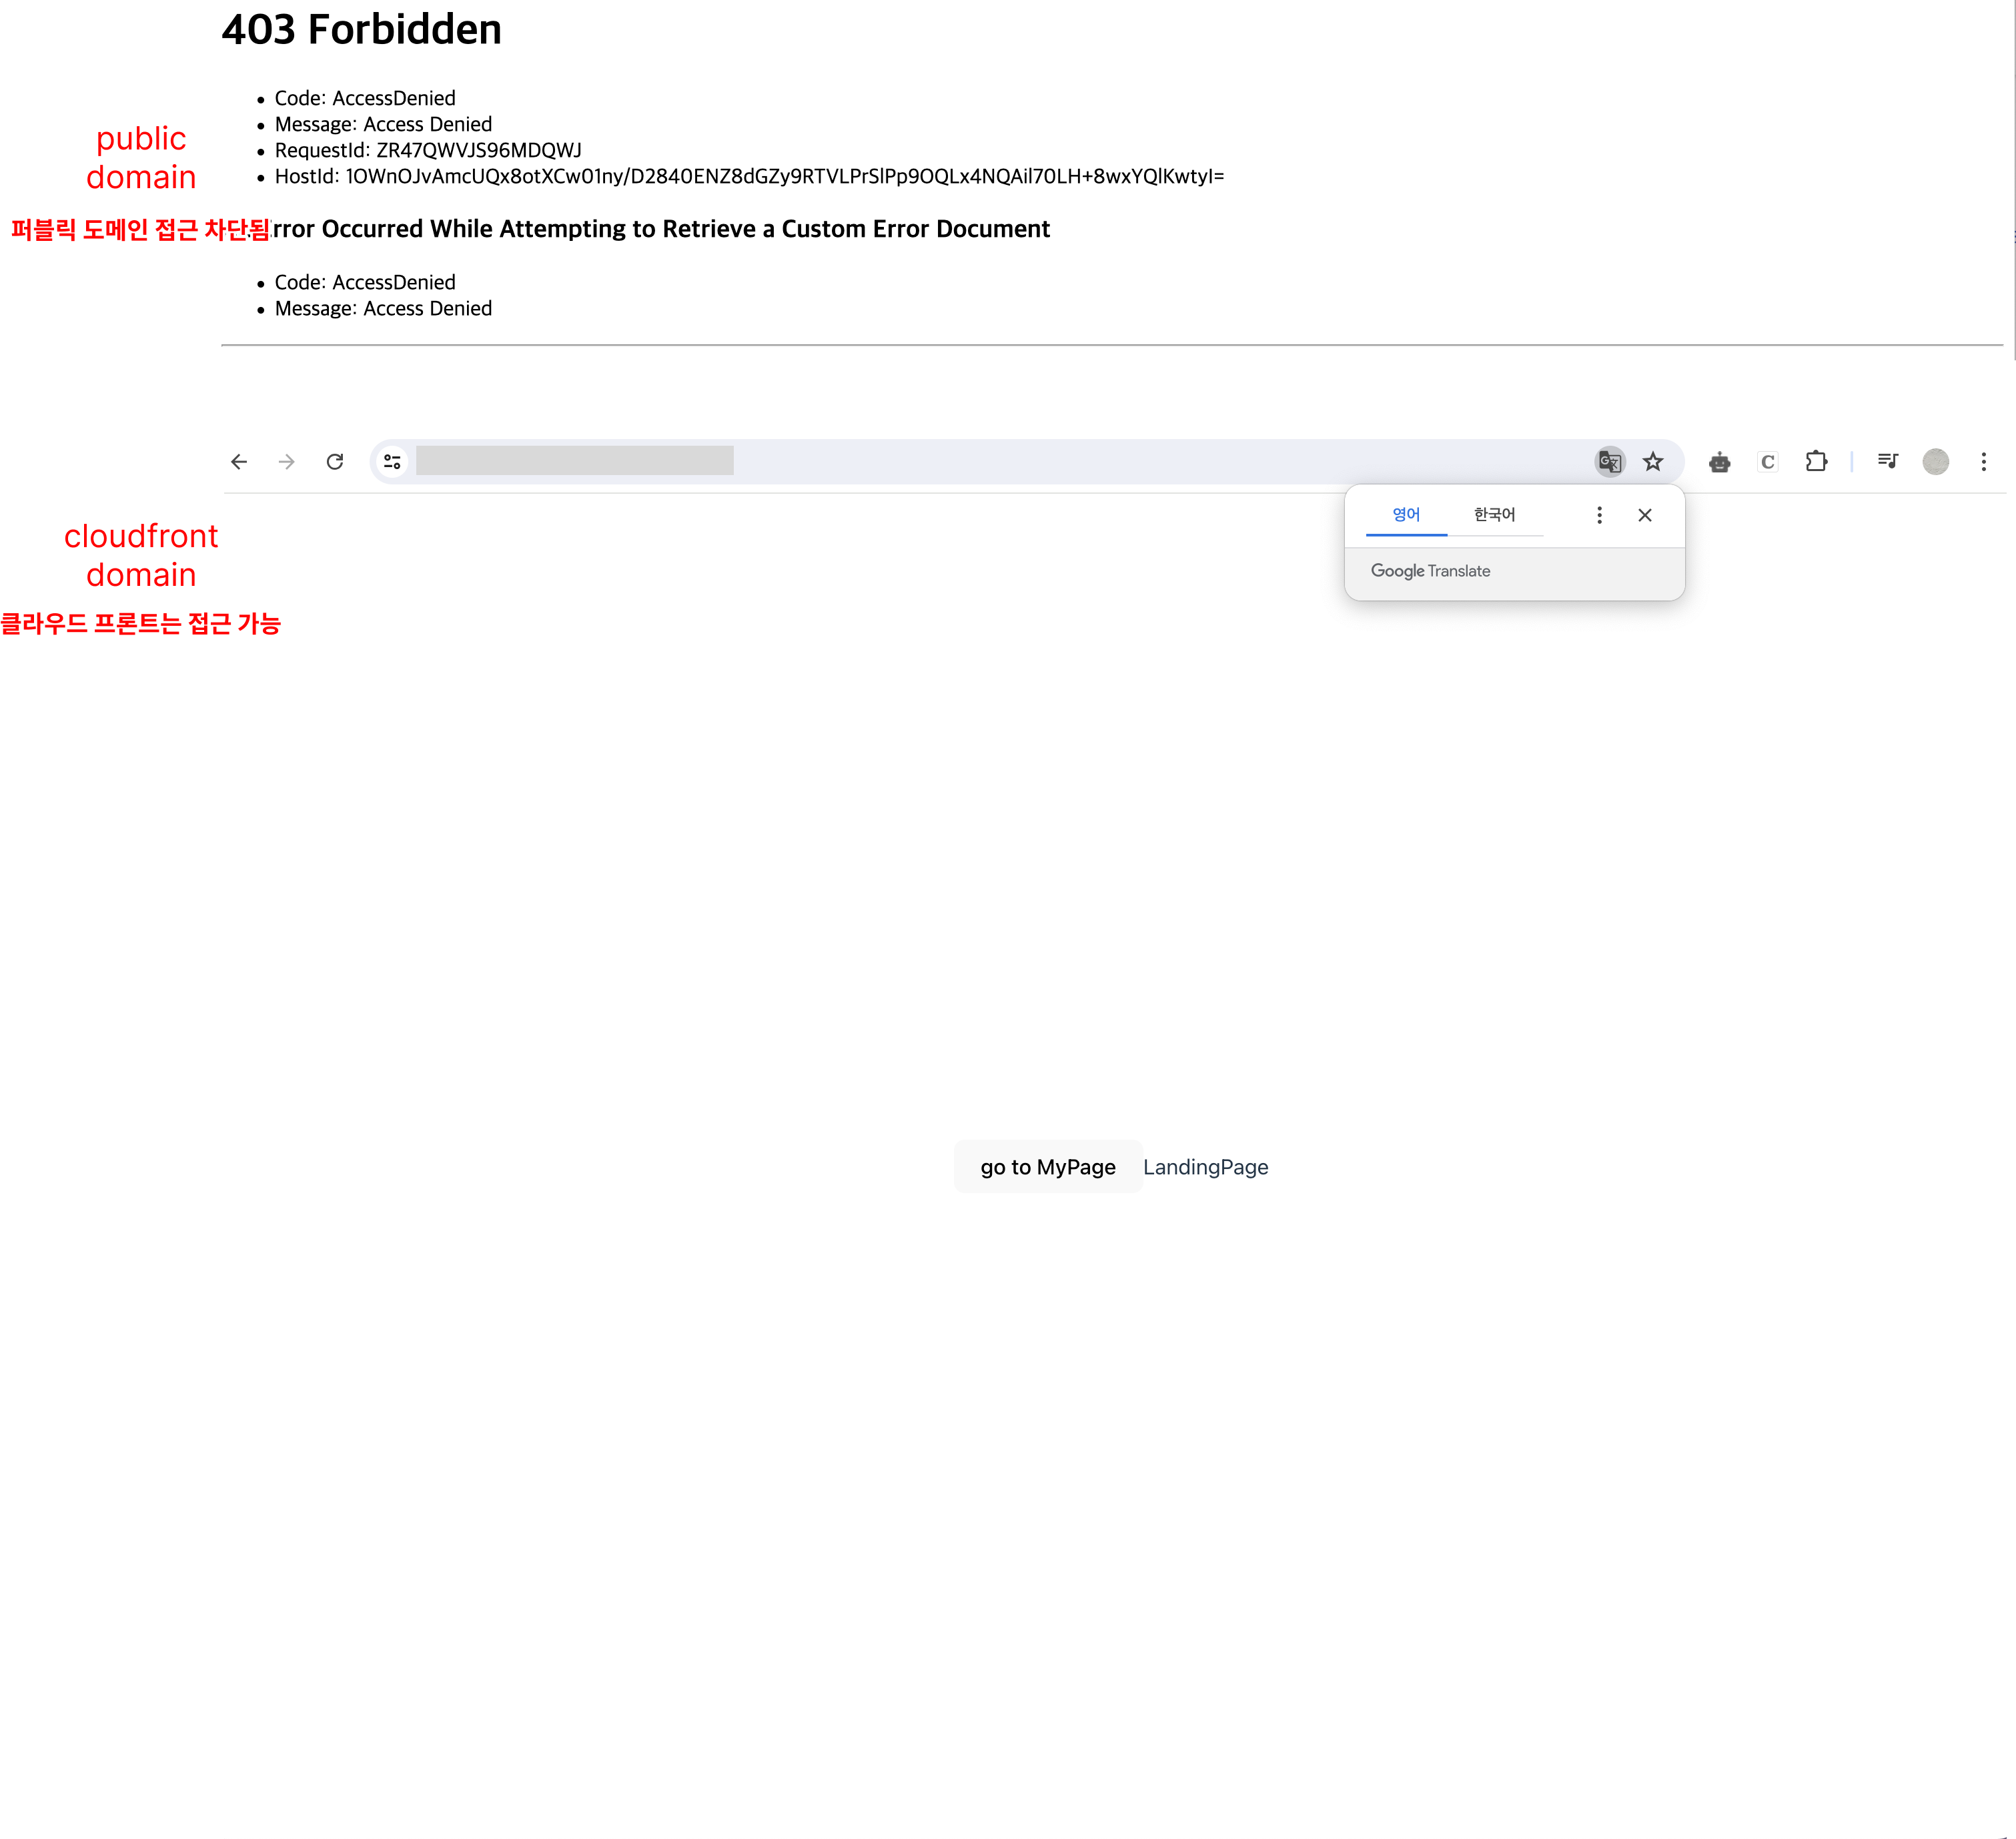 403 Forbidden
• Code: AccessDenied
• Message: Access Denied
• RequestId: ZR47QWVJS96MDQWJ
• HostId: 1OWnOJvAmcUQx8otXCw01ny/D2840ENZ8dGZy9RTVLPrSlPp9OQLx4NQAil70LH+8wxYQlKwtyI=
public
domain
퍼블릭 도메인 접근 차단됨
rror Occurred While Attempting to Retrieve a Custom Error Document
• Code: AccessDenied
• Message: Access Denied
C
영어 한국어
Google Translate
cloudfront
domain
클라우드 프론트는 접근 가능
go to MyPage LandingPage